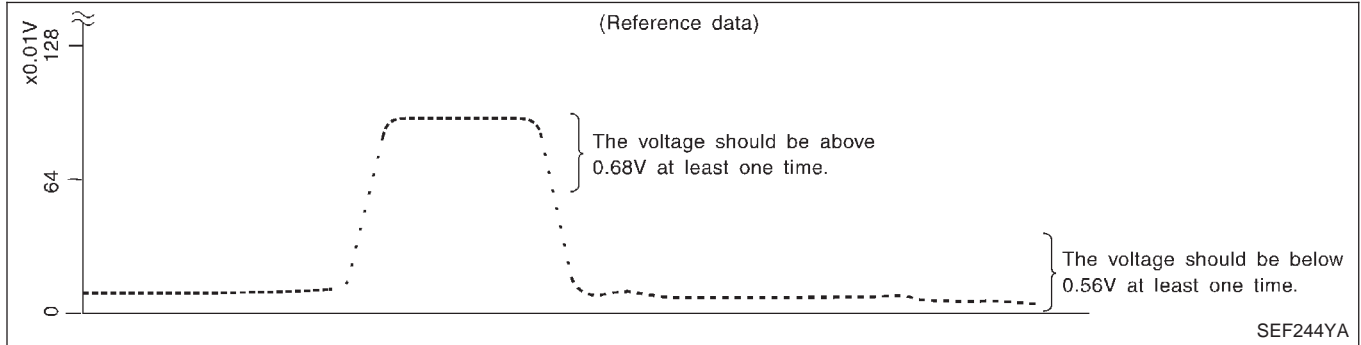 (Reference data)
x0.01V
128
64
0
The voltage should be above
0.68V at least one time.
The voltage should be below
0.56V at least one time.
SEF244YA